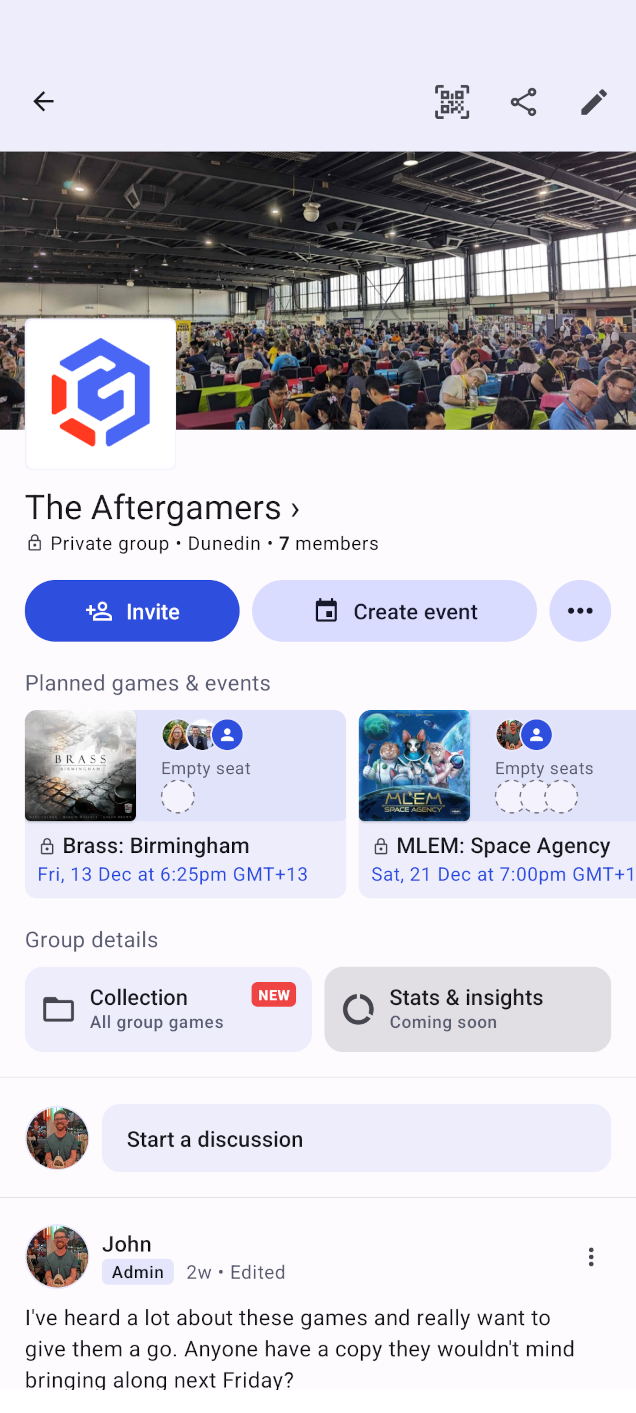 The Aftergamers ›
Private group • Dunedin • 7 members
Invite
Create event
Planned games & events
BRASS
BIRMINGHAM
Empty seat
Brass: Birmingham
Fri, 13 Dec at 6:25pm GMT+13
MLEM
SPACE AGENCY
Empty seats
MLEM: Space Agency
Sat, 21 Dec at 7:00pm GMT+1
Group details
Collection
NEW
All group games
Stats & insights
Coming soon
Start a discussion
John
Admin
2w • Edited
I've heard a lot about these games and really want to
give them a go. Anyone have a copy they wouldn't mind
bringing along next Friday?